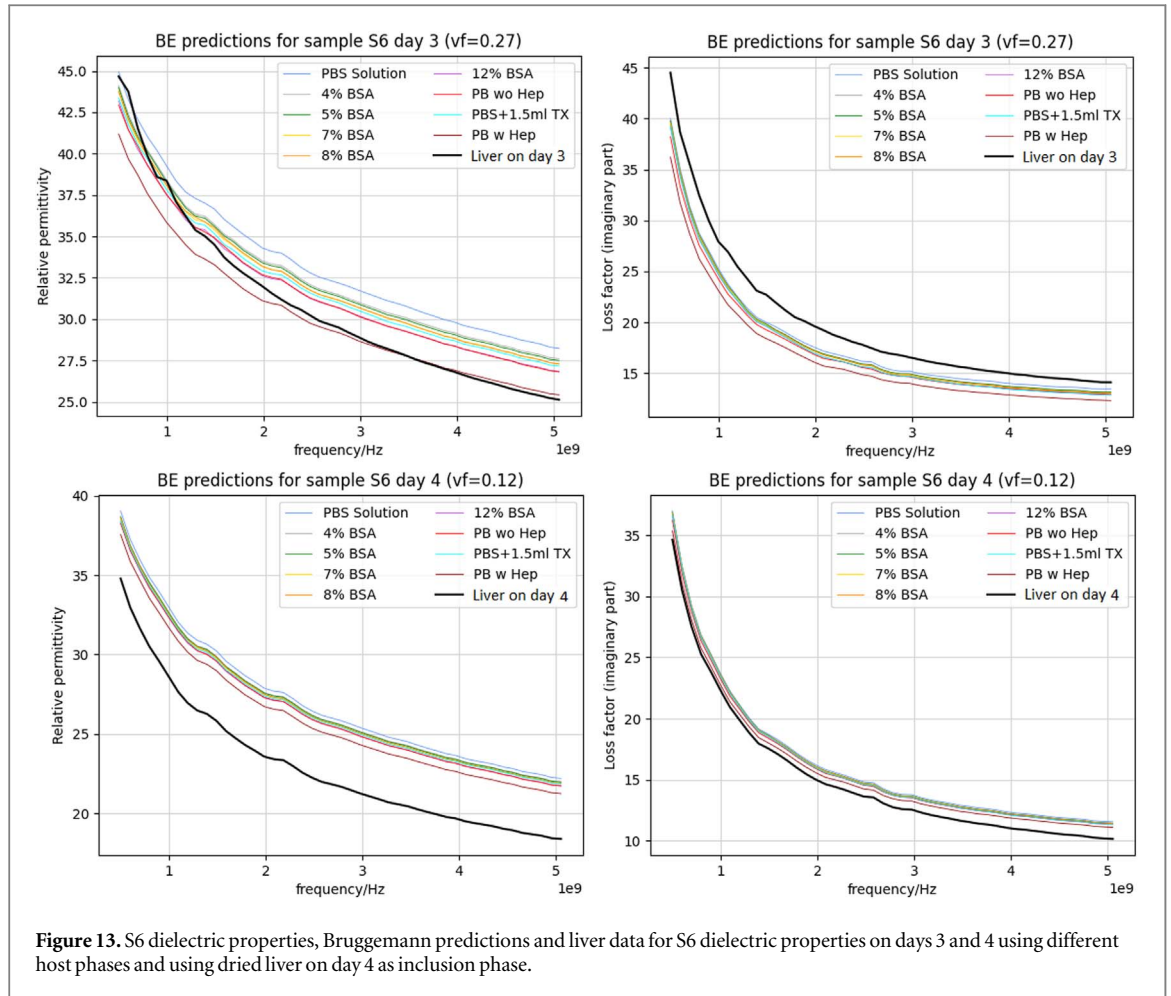 BE predictions for sample S6 day 3 (vf=0.27)
45.0
42.5
40.0
37.5
35.0
32.5
30.0
27.5
25.0
Relative permittivity
PBS Solution
4% BSA
5% BSA
7% BSA
8% BSA
12% BSA
PB wo Hep
PBS+1.5ml TX
PB w Hep
Liver on day 3
1 2 3 4 5
1e9
frequency/Hz
BE predictions for sample S6 day 3 (vf=0.27)
45
40
35
30
25
20
15
Loss factor (imaginary part)
PBS Solution
4% BSA
5% BSA
7% BSA
8% BSA
12% BSA
PB wo Hep
PBS+1.5ml TX
PB w Hep
Liver on day 3
1 2 3 4 5
1e9
frequency/Hz
BE predictions for sample S6 day 4 (vf=0.12)
40
35
30
25
20
Relative permittivity
PBS Solution
4% BSA
5% BSA
7% BSA
8% BSA
12% BSA
PB wo Hep
PBS+1.5ml TX
PB w Hep
Liver on day 4
1 2 3 4 5
1e9
frequency/Hz
BE predictions for sample S6 day 4 (vf=0.12)
35
30
25
20
15
10
Loss factor (imaginary part)
PBS Solution
4% BSA
5% BSA
7% BSA
8% BSA
12% BSA
PB wo Hep
PBS+1.5ml TX
PB w Hep
Liver on day 4
1 2 3 4 5
1e9
frequency/Hz
Figure 13. S6 dielectric properties, Bruggemann predictions and liver data for S6 dielectric properties on days 3 and 4 using different
host phases and using dried liver on day 4 as inclusion phase.